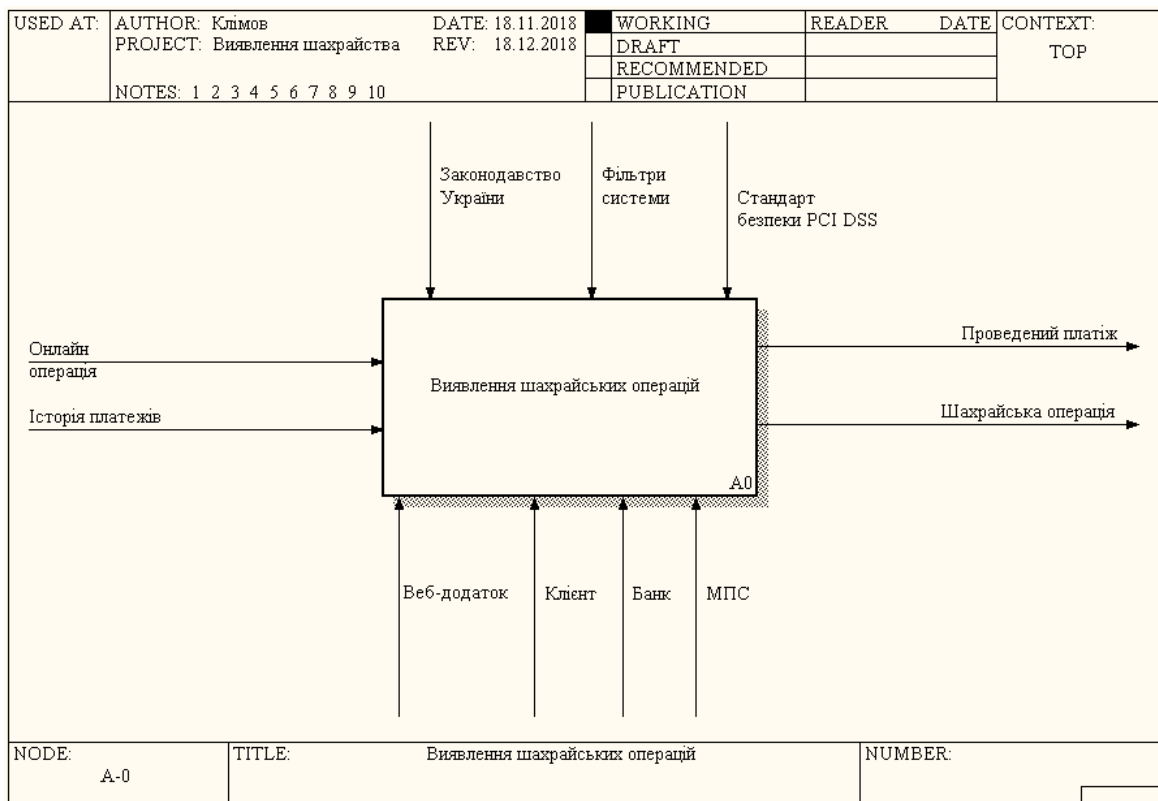 USED AT:
AUTHOR: Клімов
DATE: 18.11.2018
PROJECT: Виявлення шахрайства
REV: 18.12.2018
NOTES: 1 2 3 4 5 6 7 8 9 10
WORKING
DRAFT
RECOMMENDED
PUBLICATION
READER DATE
CONTEXT:
TOP
Законодавство
України
Фільтри
системи
Стандарт
безпеки PCI DSS
Онлайн
операція
Історія платежів
Виявлення шахрайських операцій
A0
Проведений платіж
Шахрайська операція
Веб-додаток
Клієнт
Банк
МПС
NODE:
A-0
TITLE:
Виявлення шахрайських операцій
NUMBER: